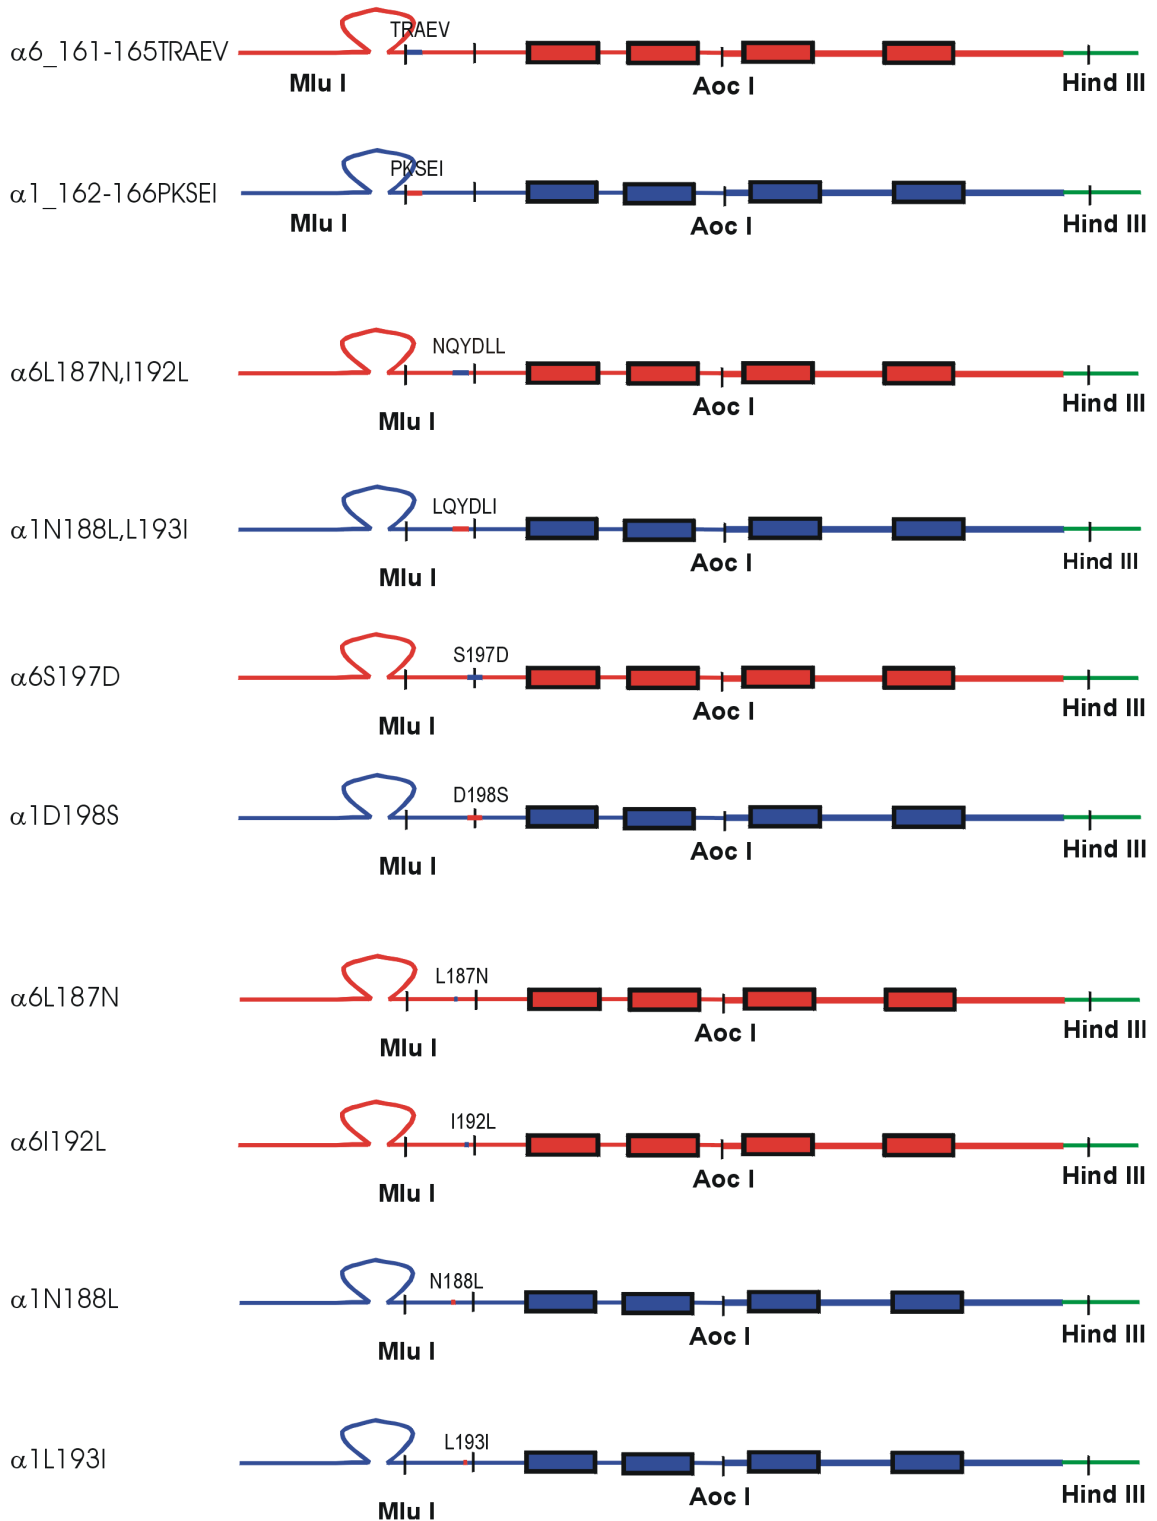 TRAEV
α6_161-165TRAEV
Mlu I
Aoc I
Hind III
PKSEI
α1_162-166PKSEI
Mlu I
Aoc I
Hind III
NQYDLL
α6L187N,I192L
Mlu I
Aoc I
Hind III
LQYDLI
α1N188L,L193I
Mlu I
Aoc I
Hind III
S197D
α6S197D
Mlu I
Aoc I
Hind III
D198S
α1D198S
Mlu I
Aoc I
Hind III
L187N
α6L187N
Mlu I
Aoc I
Hind III
I192L
α6I192L
Mlu I
Aoc I
Hind III
N188L
α1N188L
Mlu I
Aoc I
Hind III
L193I
α1L193I
Mlu I
Aoc I
Hind III